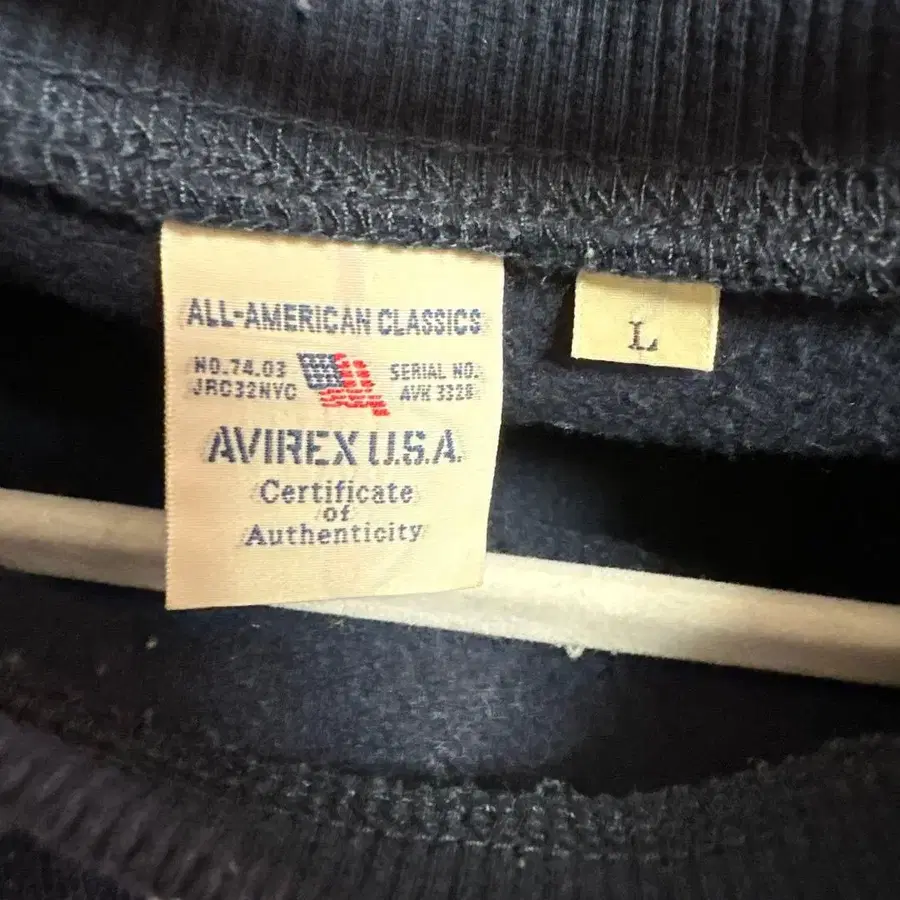 ALL-AMERICAN CLASSICS
NO.74.03
JRC32NYC
SERIAL NO.
AVK 3328
AVIREX U.S.A.
Certificate
of
Authenticity
L